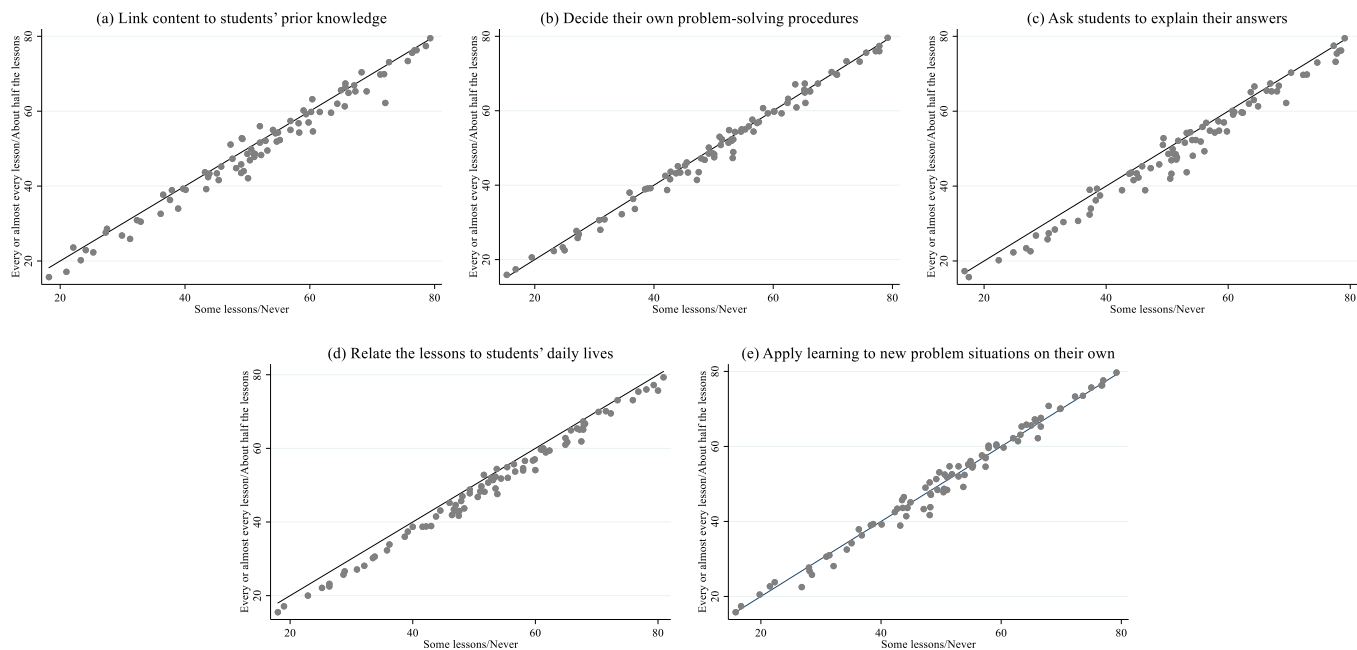 (a) Link content to students’ prior knowledge
Every or almost every lesson/About half the lessons
80
60
40
20
20 40 60 80
Some lessons/Never
(b) Decide their own problem-solving procedures
Every or almost every lesson/About half the lessons
80
60
40
20
20 40 60 80
Some lessons/Never
(c) Ask students to explain their answers
Every or almost every lesson/About half the lessons
80
60
40
20
20 40 60 80
Some lessons/Never
(d) Relate the lessons to students’ daily lives
Every or almost every lesson/About half the lessons
80
60
40
20
20 40 60 80
Some lessons/Never
(e) Apply learning to new problem situations on their own
Every or almost every lesson/About half the lessons
80
60
40
20
20 40 60 80
Some lessons/Never